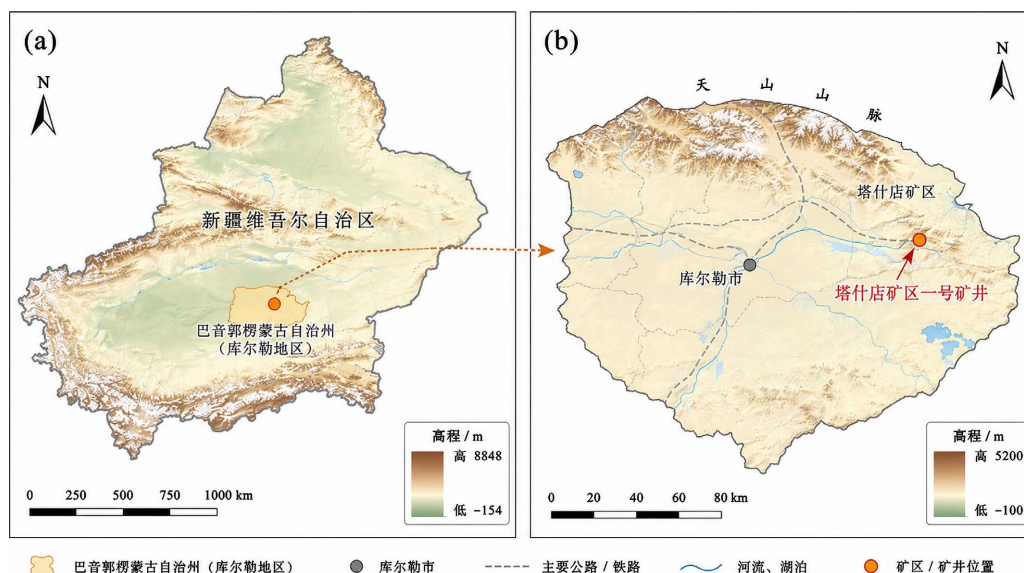 (a)
N
新疆维吾尔自治区
巴音郭楞蒙古自治州
（库尔勒地区）
高程 / m
高 8848
低 -154
0 250 500 750 1000 km
(b)
N
天 山 山 脉
塔什店矿区
库尔勒市
塔什店矿区一号矿井
高程 / m
高 5200
低 -100
0 20 40 60 80 km
巴音郭楞蒙古自治州（库尔勒地区）
库尔勒市
主要公路 / 铁路
河流、湖泊
矿区 / 矿井位置